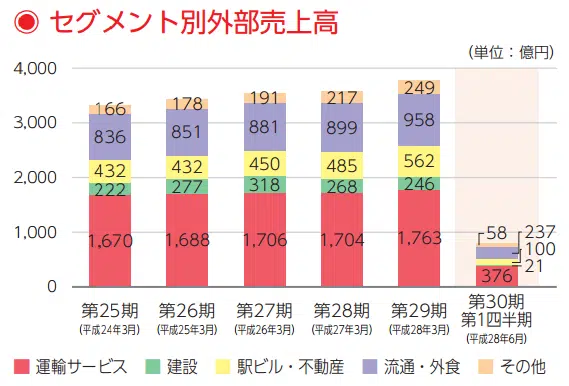 セグメント別外部売上高
(単位：億円)
4,000
3,000
2,000
1,000
0
166
836
432
222
1,670
178
851
432
277
1,688
191
881
450
318
1,706
217
899
485
268
1,704
249
958
562
246
1,763
58
237
100
21
376
第25期
(平成24年3月)
第26期
(平成25年3月)
第27期
(平成26年3月)
第28期
(平成27年3月)
第29期
(平成28年3月)
第30期
第1四半期
(平成28年6月)
運輸サービス 建設 駅ビル・不動産 流通・外食 その他